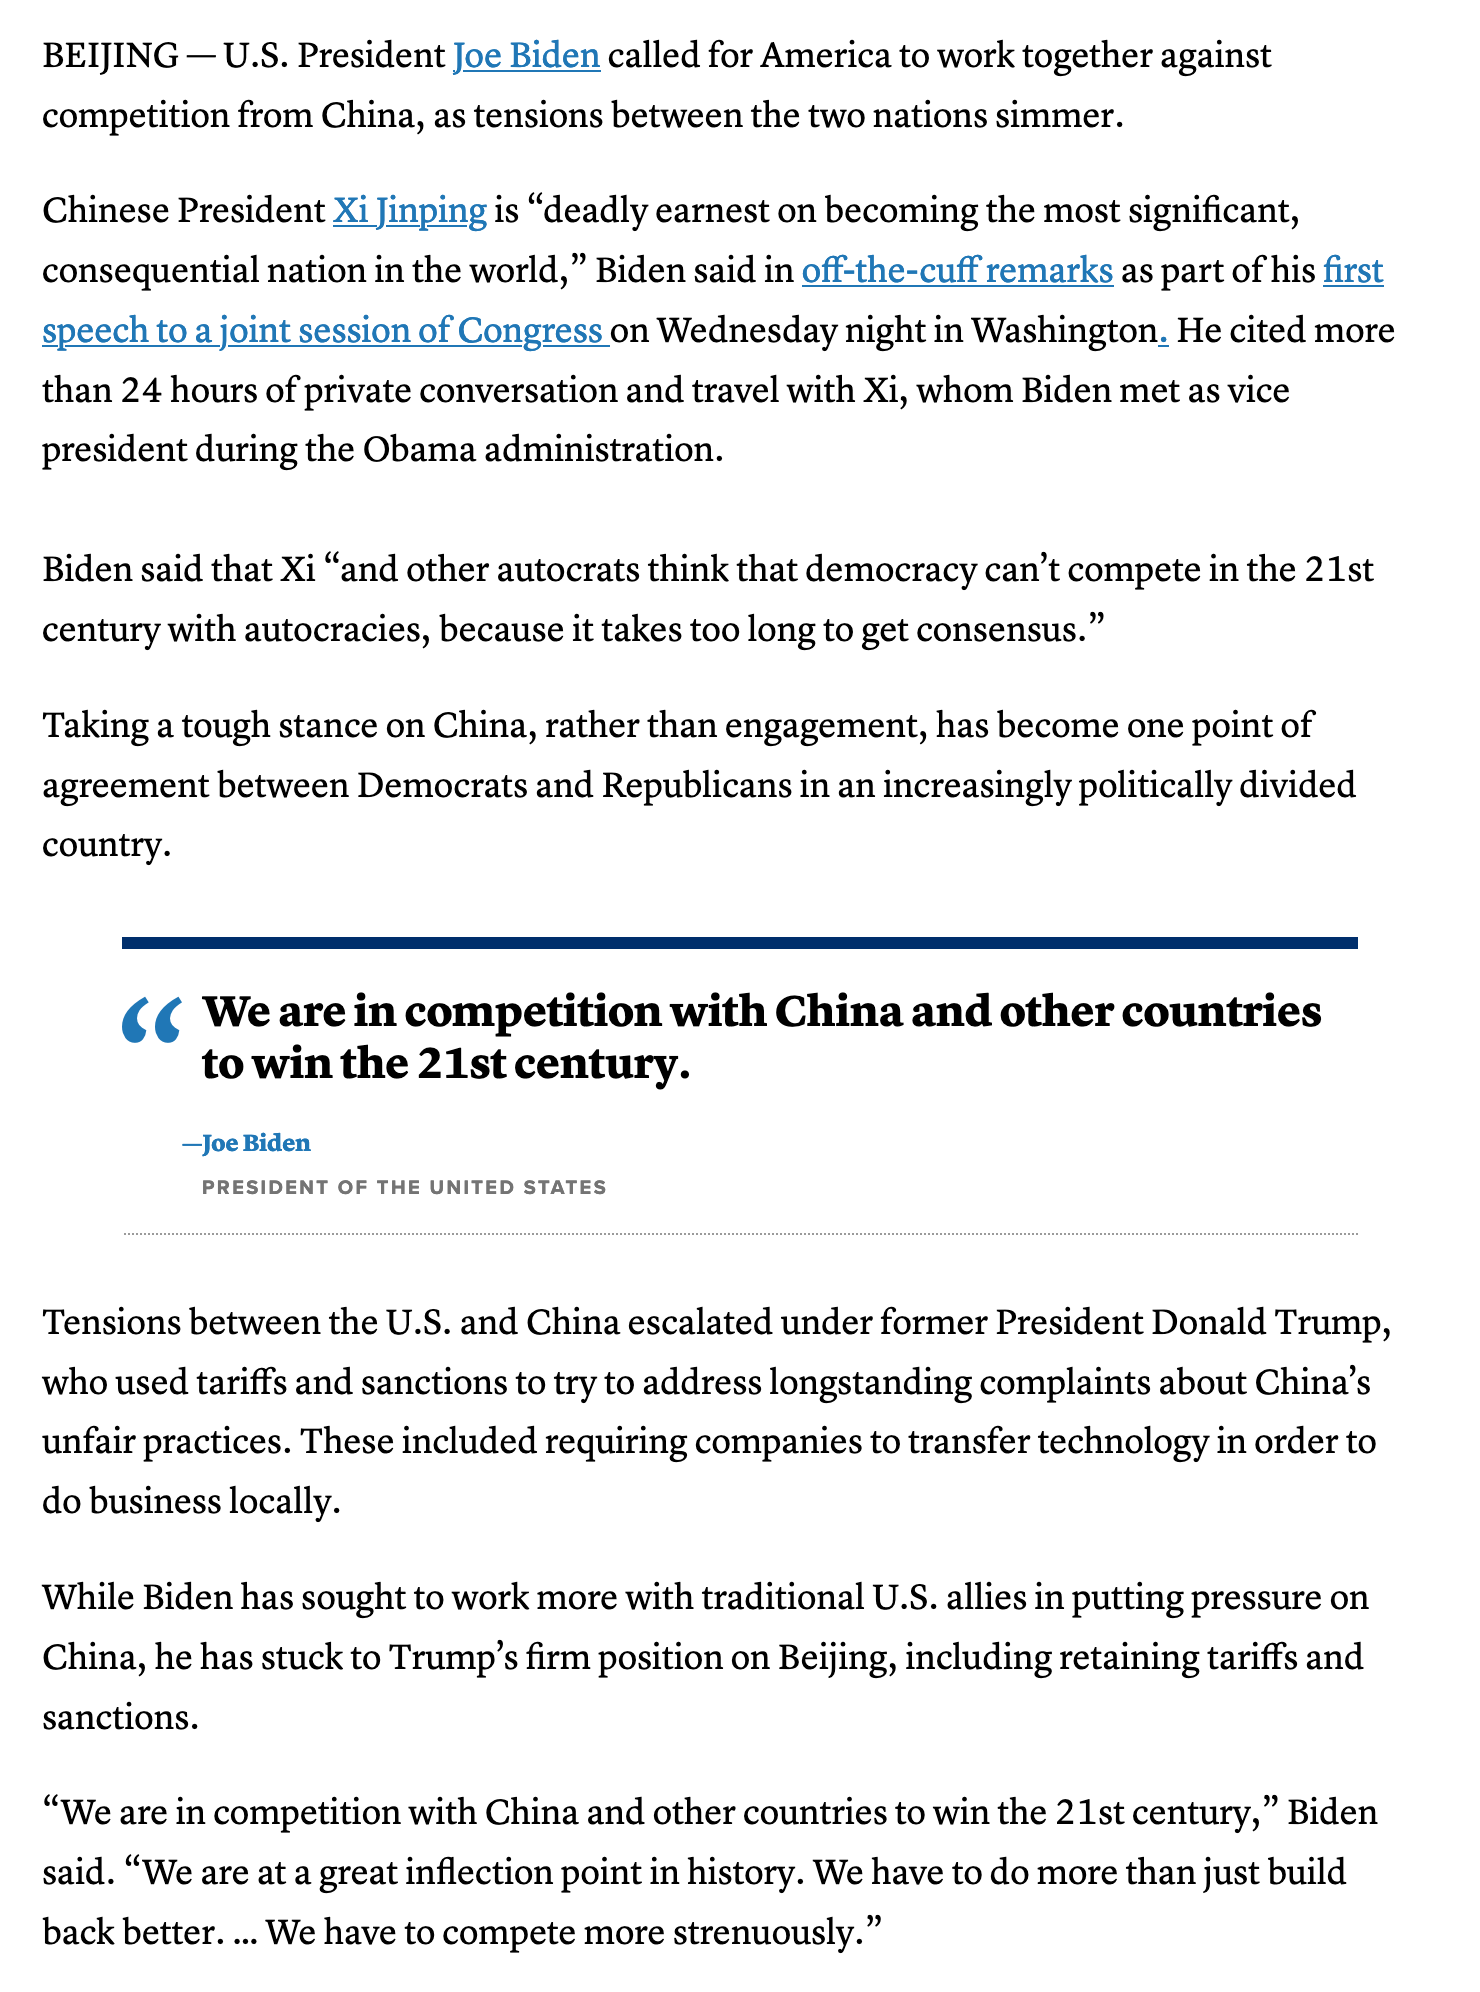 BEIJING — U.S. President Joe Biden called for America to work together against
competition from China, as tensions between the two nations simmer.
Chinese President Xi Jinping is “deadly earnest on becoming the most significant,
consequential nation in the world,” Biden said in off-the-cuff remarks as part of his first
speech to a joint session of Congress on Wednesday night in Washington. He cited more
than 24 hours of private conversation and travel with Xi, whom Biden met as vice
president during the Obama administration.
Biden said that Xi “and other autocrats think that democracy can’t compete in the 21st
century with autocracies, because it takes too long to get consensus.”
Taking a tough stance on China, rather than engagement, has become one point of
agreement between Democrats and Republicans in an increasingly politically divided
country.
“ We are in competition with China and other countries
to win the 21st century.
—Joe Biden
PRESIDENT OF THE UNITED STATES
Tensions between the U.S. and China escalated under former President Donald Trump,
who used tariffs and sanctions to try to address longstanding complaints about China’s
unfair practices. These included requiring companies to transfer technology in order to
do business locally.
While Biden has sought to work more with traditional U.S. allies in putting pressure on
China, he has stuck to Trump’s firm position on Beijing, including retaining tariffs and
sanctions.
“We are in competition with China and other countries to win the 21st century,” Biden
said. “We are at a great inflection point in history. We have to do more than just build
back better. ... We have to compete more strenuously.”